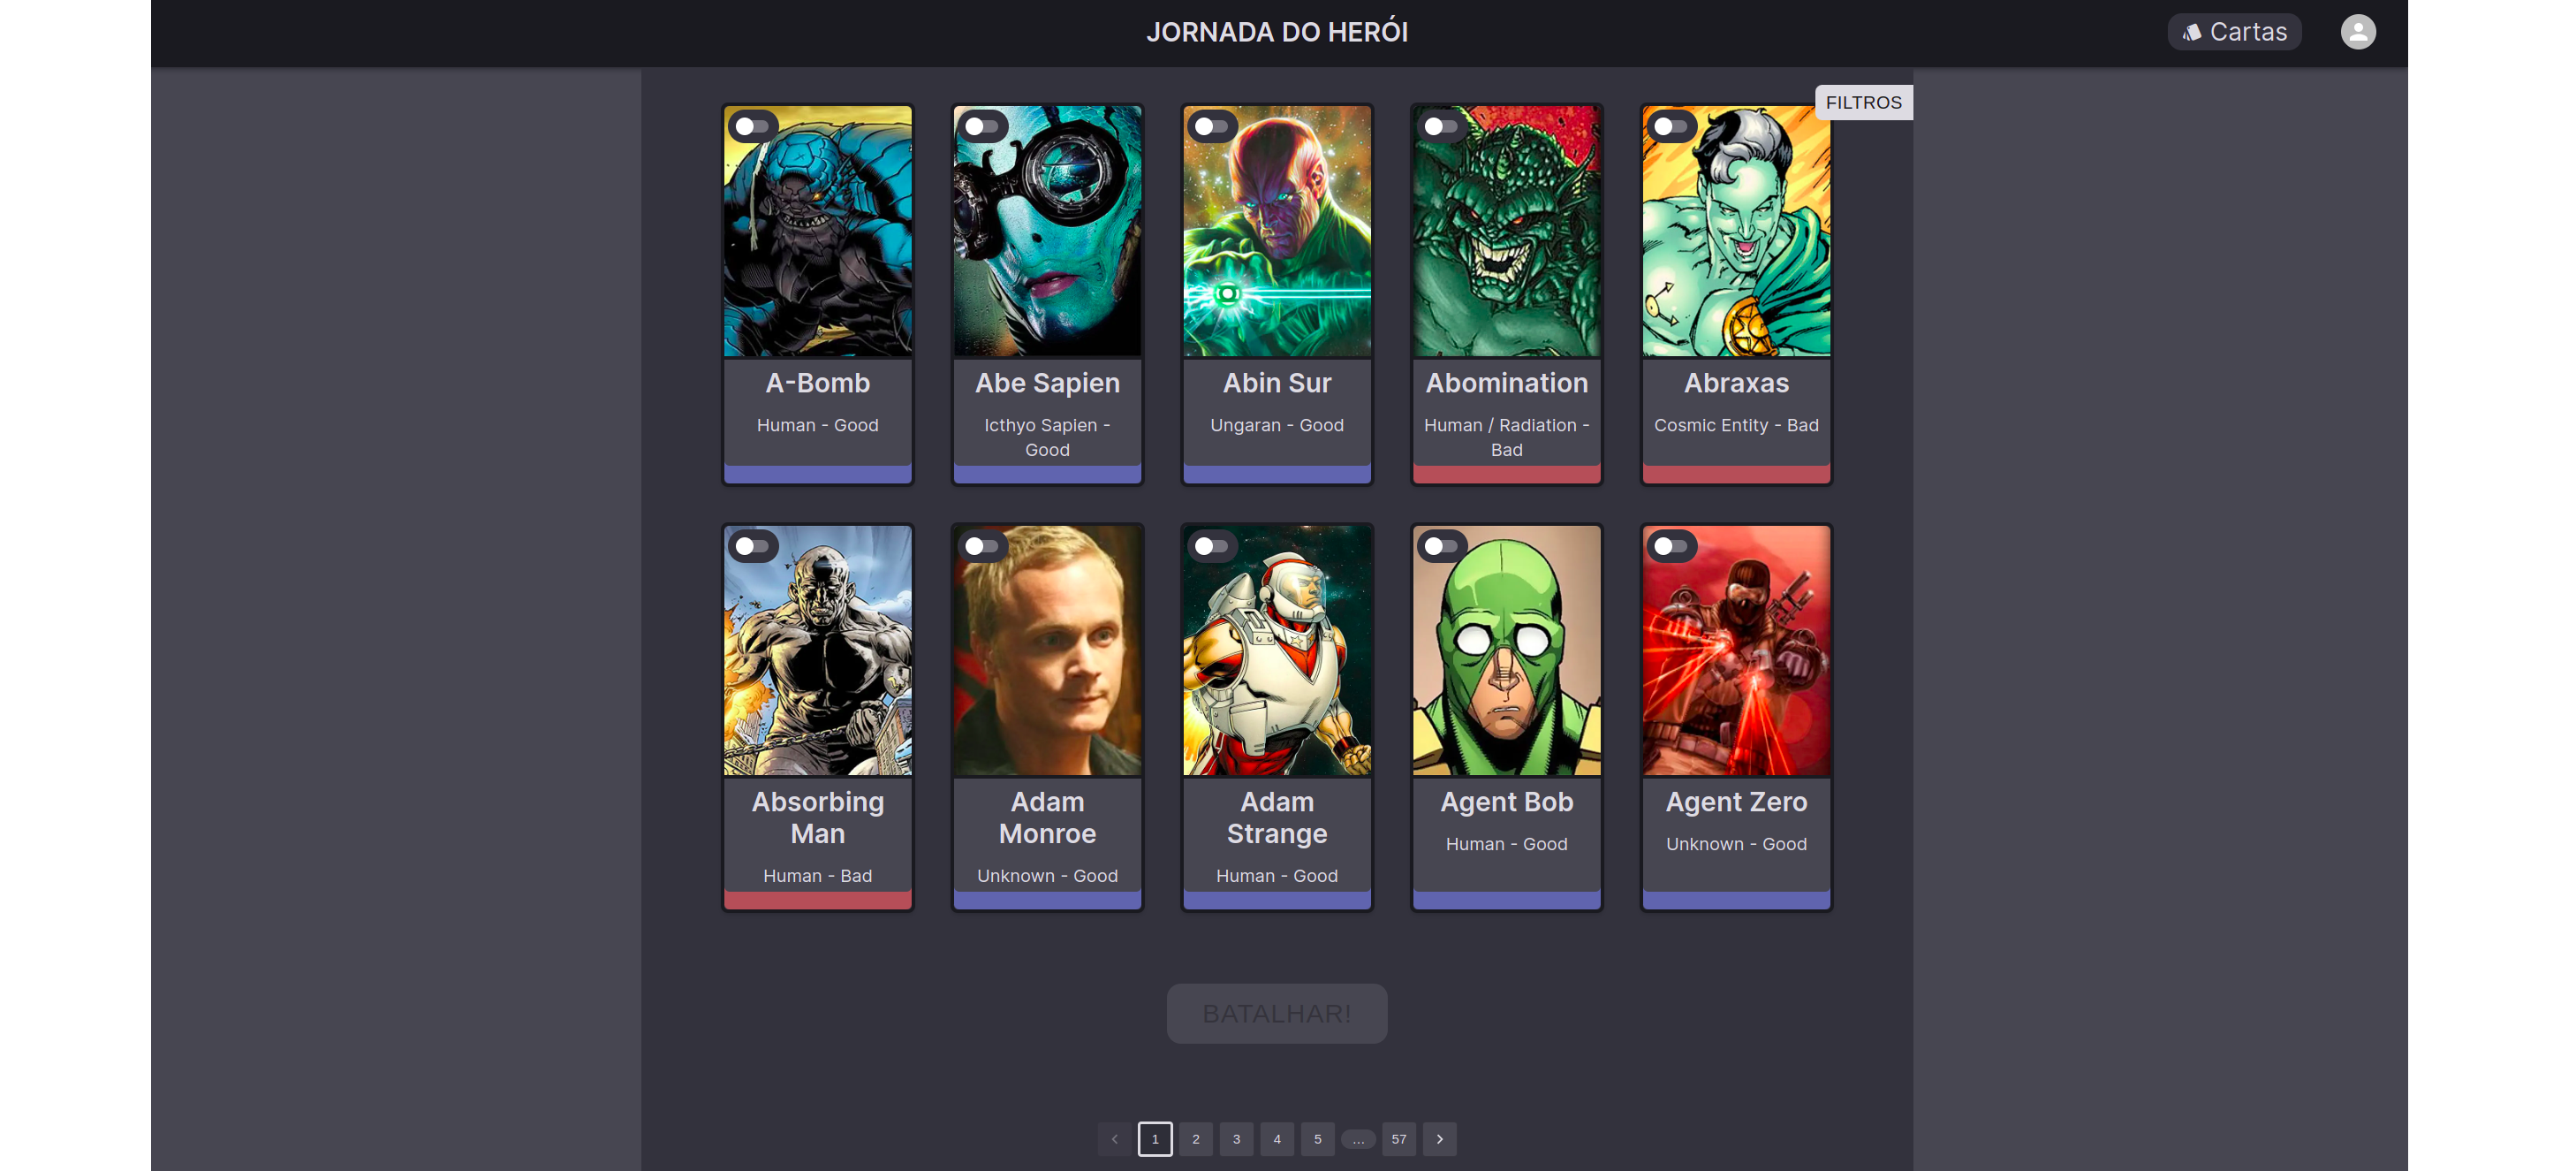 JORNADA DO HERÓI
Cartas
FILTROS
A-Bomb
Human - Good
Abe Sapien
Icthyo Sapien -
Good
Abin Sur
Ungaran - Good
Abomination
Human / Radiation -
Bad
Abraxas
Cosmic Entity - Bad
Absorbing
Man
Human - Bad
Adam
Monroe
Unknown - Good
Adam
Strange
Human - Good
Agent Bob
Human - Good
Agent Zero
Unknown - Good
BATALHAR!
1 2 3 4 5 ... 57